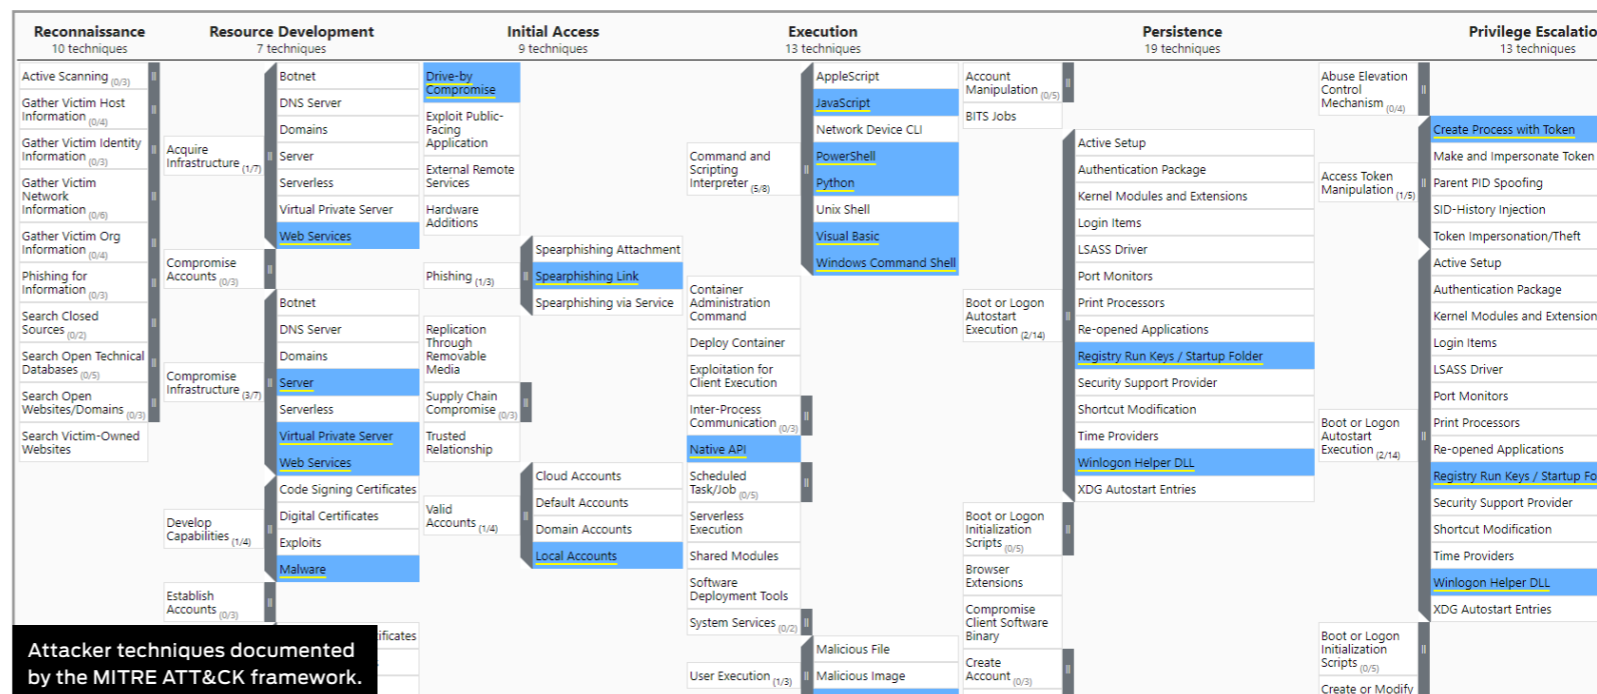 Reconnaissance
10 techniques
Active Scanning (0/3)
Gather Victim Host
Information (0/4)
Gather Victim Identity
Information (0/3)
Gather Victim
Network
Information (0/6)
Gather Victim Org
Information (0/4)
Phishing for
Information (0/3)
Search Closed
Sources (0/2)
Search Open Technical
Databases (0/5)
Search Open
Websites/Domains (0/3)
Search Victim-Owned
Websites
Resource Development
7 techniques
Acquire
Infrastructure (1/7)
Botnet
DNS Server
Domains
Server
Serverless
Virtual Private Server
Web Services
Compromise
Accounts (0/3)
Compromise
Infrastructure (3/7)
Botnet
DNS Server
Domains
Server
Serverless
Virtual Private Server
Web Services
Develop
Capabilities (1/4)
Code Signing Certificates
Digital Certificates
Exploits
Malware
Establish
Accounts (0/3)
ificates
Initial Access
9 techniques
Drive-by
Compromise
Exploit Public-
Facing
Application
External Remote
Services
Hardware
Additions
Phishing (1/3)
Spearphishing Attachment
Spearphishing Link
Spearphishing via Service
Replication
Through
Removable
Media
Supply Chain
Compromise (0/3)
Trusted
Relationship
Valid
Accounts (1/4)
Cloud Accounts
Default Accounts
Domain Accounts
Local Accounts
Execution
13 techniques
Command and
Scripting
Interpreter (5/8)
AppleScript
JavaScript
Network Device CLI
PowerShell
Python
Unix Shell
Visual Basic
Windows Command Shell
Container
Administration
Command
Deploy Container
Exploitation for
Client Execution
Inter-Process
Communication (0/3)
Native API
Scheduled
Task/Job (0/5)
Serverless
Execution
Shared Modules
Software
Deployment Tools
System Services (0/2)
User Execution (1/3)
Malicious File
Malicious Image
Persistence
19 techniques
Account
Manipulation (0/5)
BITS Jobs
Boot or Logon
Autostart
Execution (2/14)
Active Setup
Authentication Package
Kernel Modules and Extensions
Login Items
LSASS Driver
Port Monitors
Print Processors
Re-opened Applications
Registry Run Keys / Startup Folder
Security Support Provider
Shortcut Modification
Time Providers
Winlogon Helper DLL
XDG Autostart Entries
Boot or Logon
Initialization
Scripts (0/5)
Browser
Extensions
Compromise
Client Software
Binary
Create
Account (0/3)
Privilege Escalatio
13 techniques
Abuse Elevation
Control
Mechanism (0/4)
Access Token
Manipulation (1/5)
Create Process with Token
Make and Impersonate Token
Parent PID Spoofing
SID-History Injection
Token Impersonation/Theft
Boot or Logon
Autostart
Execution (2/14)
Active Setup
Authentication Package
Kernel Modules and Extension
Login Items
LSASS Driver
Port Monitors
Print Processors
Re-opened Applications
Registry Run Keys / Startup Fo
Security Support Provider
Shortcut Modification
Time Providers
Winlogon Helper DLL
XDG Autostart Entries
Boot or Logon
Initialization
Scripts (0/5)
Create or Modify
Attacker techniques documented
by the MITRE ATT&CK framework.